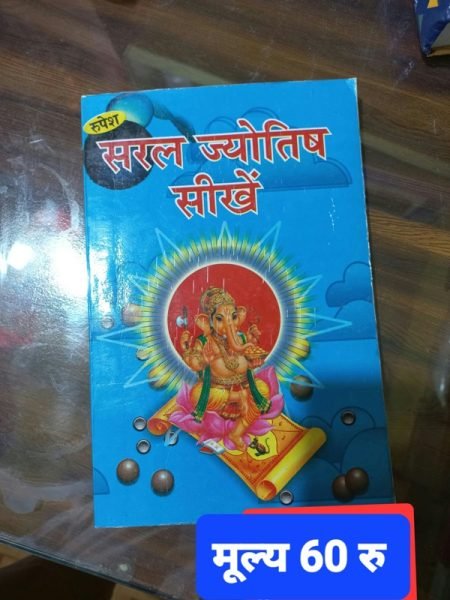 रुपेश
सरल ज्योतिष
सीखें
मूल्य 60 रु